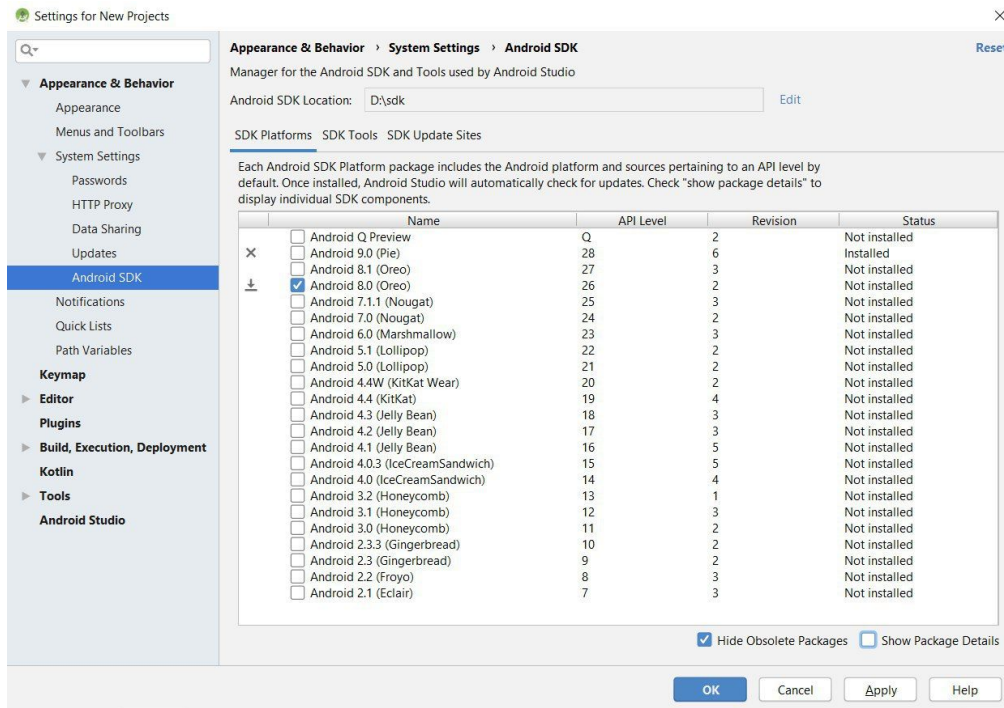 Settings for New Projects
Appearance & Behavior
Appearance
Menus and Toolbars
System Settings
Passwords
HTTP Proxy
Data Sharing
Updates
Android SDK
Notifications
Quick Lists
Path Variables
Keymap
Editor
Plugins
Build, Execution, Deployment
Kotlin
Tools
Android Studio
Appearance & Behavior › System Settings › Android SDK
Reset
Manager for the Android SDK and Tools used by Android Studio
Android SDK Location: D:\sdk Edit
SDK Platforms SDK Tools SDK Update Sites
Each Android SDK Platform package includes the Android platform and sources pertaining to an API level by
default. Once installed, Android Studio will automatically check for updates. Check "show package details" to
display individual SDK components.
Name API Level Revision Status
Android Q Preview Q 2 Not installed
Android 9.0 (Pie) 28 6 Installed
Android 8.1 (Oreo) 27 3 Not installed
Android 8.0 (Oreo) 26 2 Not installed
Android 7.1.1 (Nougat) 25 3 Not installed
Android 7.0 (Nougat) 24 2 Not installed
Android 6.0 (Marshmallow) 23 3 Not installed
Android 5.1 (Lollipop) 22 2 Not installed
Android 5.0 (Lollipop) 21 2 Not installed
Android 4.4W (KitKat Wear) 20 2 Not installed
Android 4.4 (KitKat) 19 4 Not installed
Android 4.3 (Jelly Bean) 18 3 Not installed
Android 4.2 (Jelly Bean) 17 3 Not installed
Android 4.1 (Jelly Bean) 16 5 Not installed
Android 4.0.3 (IceCreamSandwich) 15 5 Not installed
Android 4.0 (IceCreamSandwich) 14 4 Not installed
Android 3.2 (Honeycomb) 13 1 Not installed
Android 3.1 (Honeycomb) 12 3 Not installed
Android 3.0 (Honeycomb) 11 2 Not installed
Android 2.3.3 (Gingerbread) 10 2 Not installed
Android 2.3 (Gingerbread) 9 2 Not installed
Android 2.2 (Froyo) 8 3 Not installed
Android 2.1 (Eclair) 7 3 Not installed
Hide Obsolete Packages Show Package Details
OK Cancel Apply Help